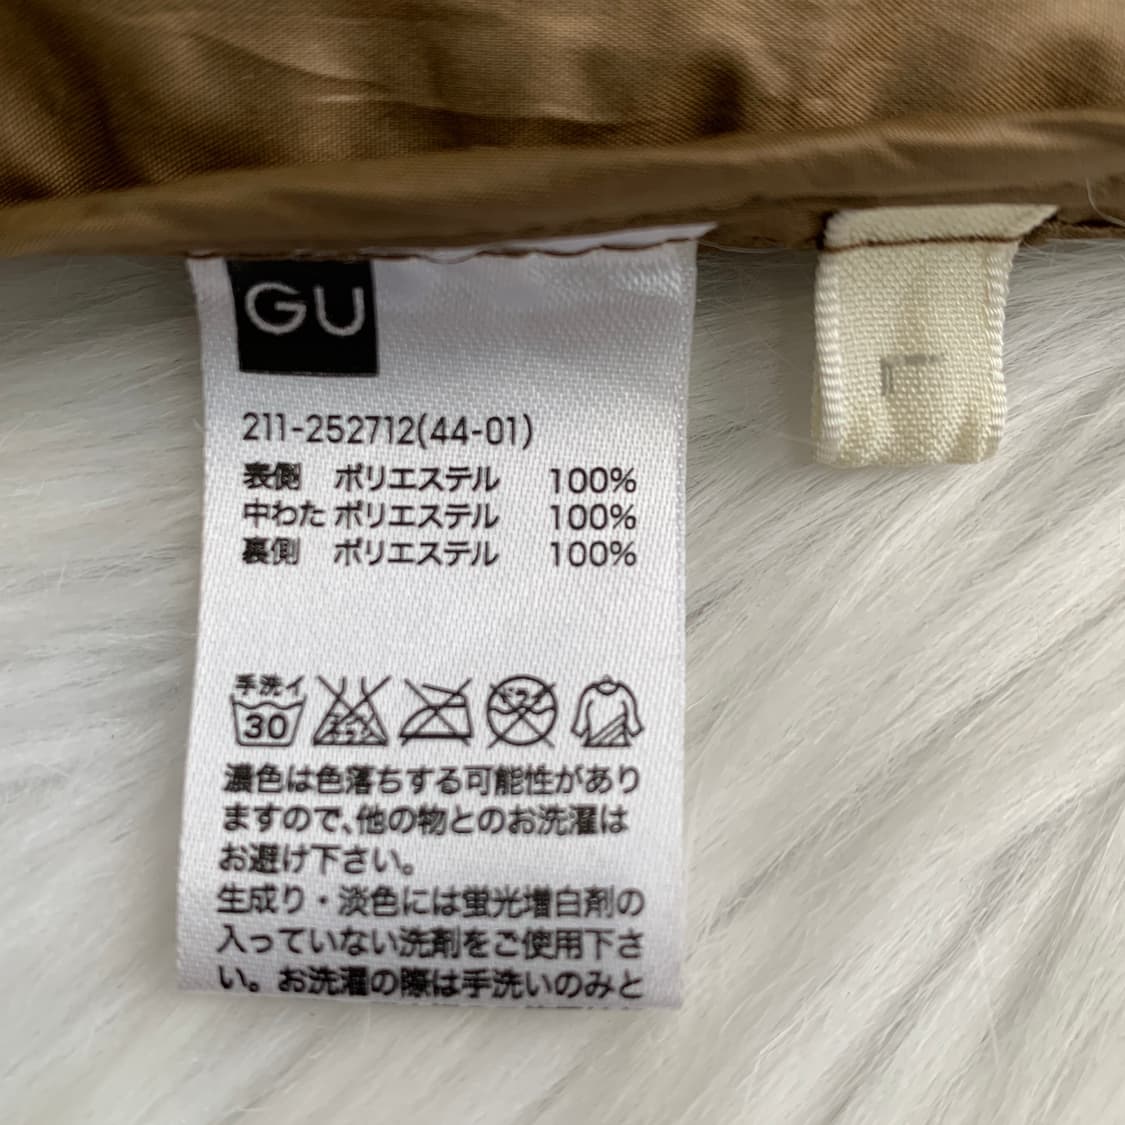 GU
211-252712(44-01)
表側 ポリエステル 100%
中わた ポリエステル 100%
裏側 ポリエステル 100%
手洗イ
30
ドライ
濃色は色落ちする可能性があり
ますので、他の物とのお洗濯は
お避け下さい。
生成り・淡色には蛍光増白剤の
入っていない洗剤をご使用下さ
い。お洗濯の際は手洗いのみと